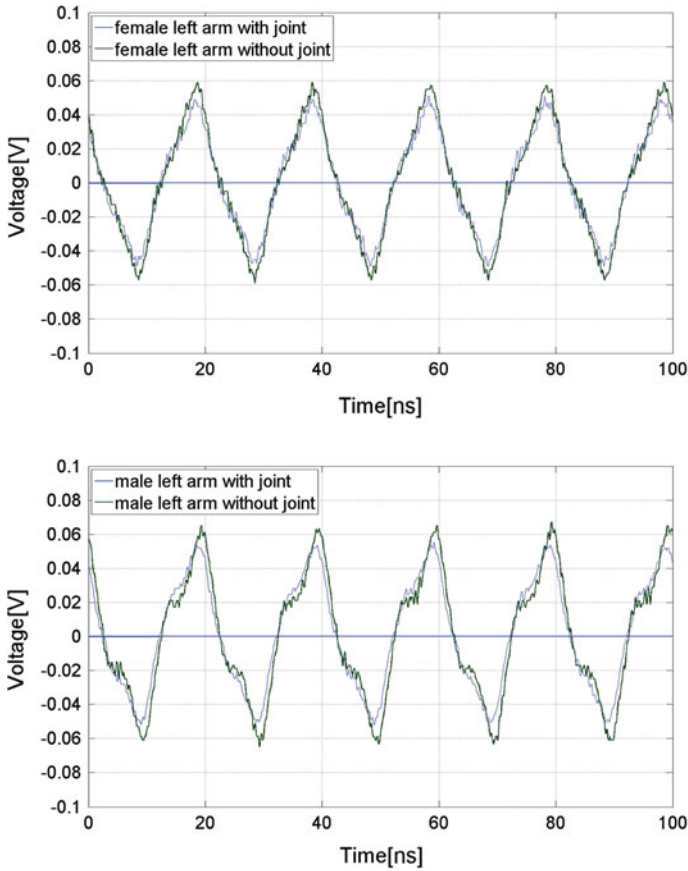 0.1
female left arm with joint
female left arm without joint
0.08
0.06
0.04
0.02
0
-0.02
-0.04
-0.06
-0.08
-0.1
Voltage[V]
0 20 40 60 80 100
Time[ns]
0.1
male left arm with joint
male left arm without joint
0.08
0.06
0.04
0.02
0
-0.02
-0.04
-0.06
-0.08
-0.1
Voltage[V]
0 20 40 60 80 100
Time[ns]